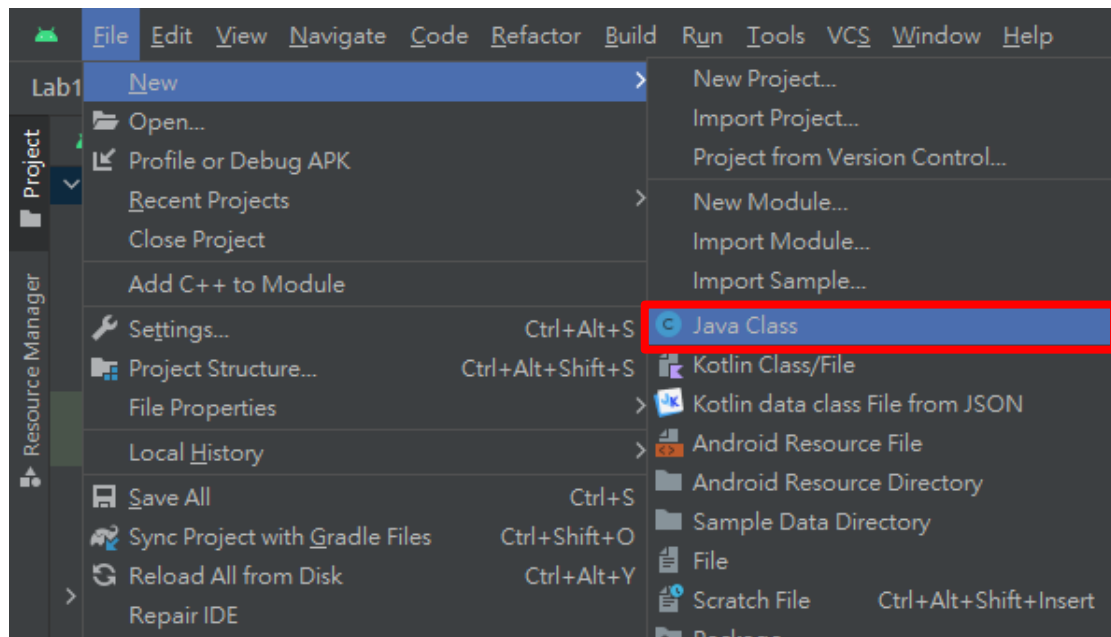 File Edit View Navigate Code Refactor Build Run Tools VCS Window Help
Lab1
Project
Resource Manager
New
Open...
Profile or Debug APK
Recent Projects
Close Project
Add C++ to Module
Settings... Ctrl+Alt+S
Project Structure... Ctrl+Alt+Shift+S
File Properties
Local History
Save All Ctrl+S
Sync Project with Gradle Files Ctrl+Shift+O
Reload All from Disk Ctrl+Alt+Y
Repair IDE
New Project...
Import Project...
Project from Version Control...
New Module...
Import Module...
Import Sample...
C Java Class
Kotlin Class/File
JK Kotlin data class File from JSON
<> Android Resource File
Android Resource Directory
Sample Data Directory
File
Scratch File Ctrl+Alt+Shift+Insert
Package